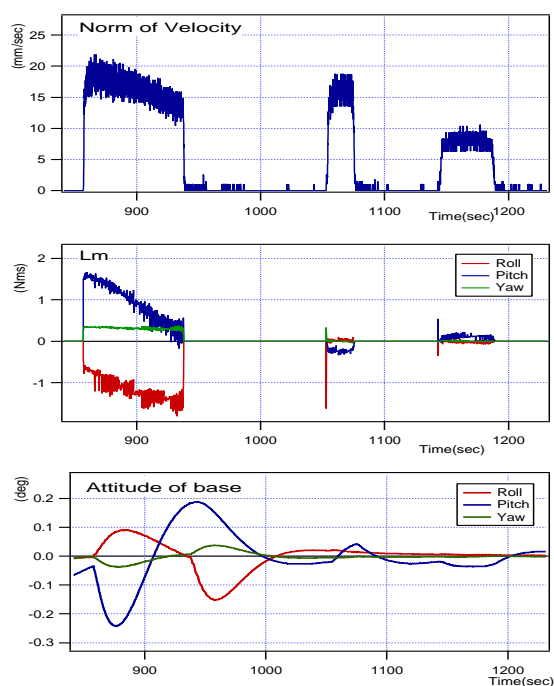 Norm of Velocity
(mm/sec)
25
20
15
10
5
0
900
1000
1100
1200
Time(sec)
Lm
(Nms)
2
1
0
-1
Roll
Pitch
Yaw
900
1000
1100
1200
Time(sec)
Attitude of base
(deg)
0.2
0.1
0.0
-0.1
-0.2
-0.3
Roll
Pitch
Yaw
900
1000
1100
1200
Time(sec)